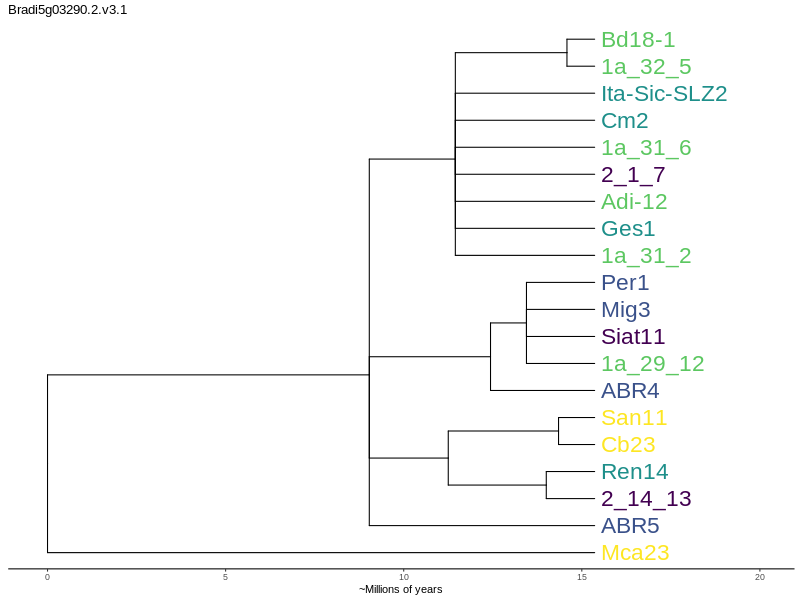 Bradi5g03290.2.v3.1
Bd18-1
1a_32_5
Ita-Sic-SLZ2
Cm2
1a_31_6
2_1_7
Adi-12
Ges1
1a_31_2
Per1
Mig3
Siat11
1a_29_12
ABR4
San11
Cb23
Ren14
2_14_13
ABR5
Mca23
0 5 10 15 20
~Millions of years